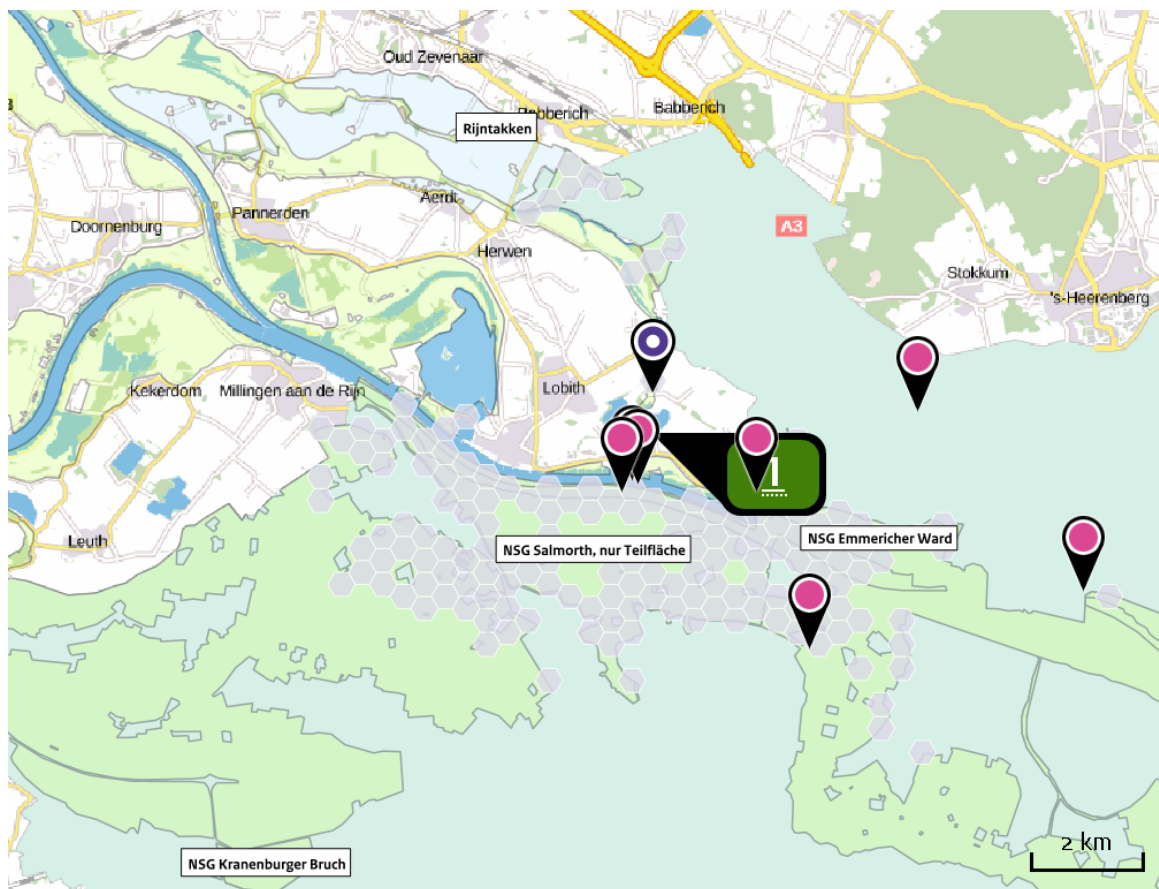 Oud Zevenaar
Babberich
Babberich
Rijntakken
Aerdt
Pannerden
Doornenburg
A3
Herwen
Stokkum
's-Heerenberg
Kekerdom
Millingen aan de Rijn
Lobith
1
Leuth
NSG Salmorth, nur Teilfläche
NSG Emmericher Ward
2 km
NSG Kranenburger Bruch